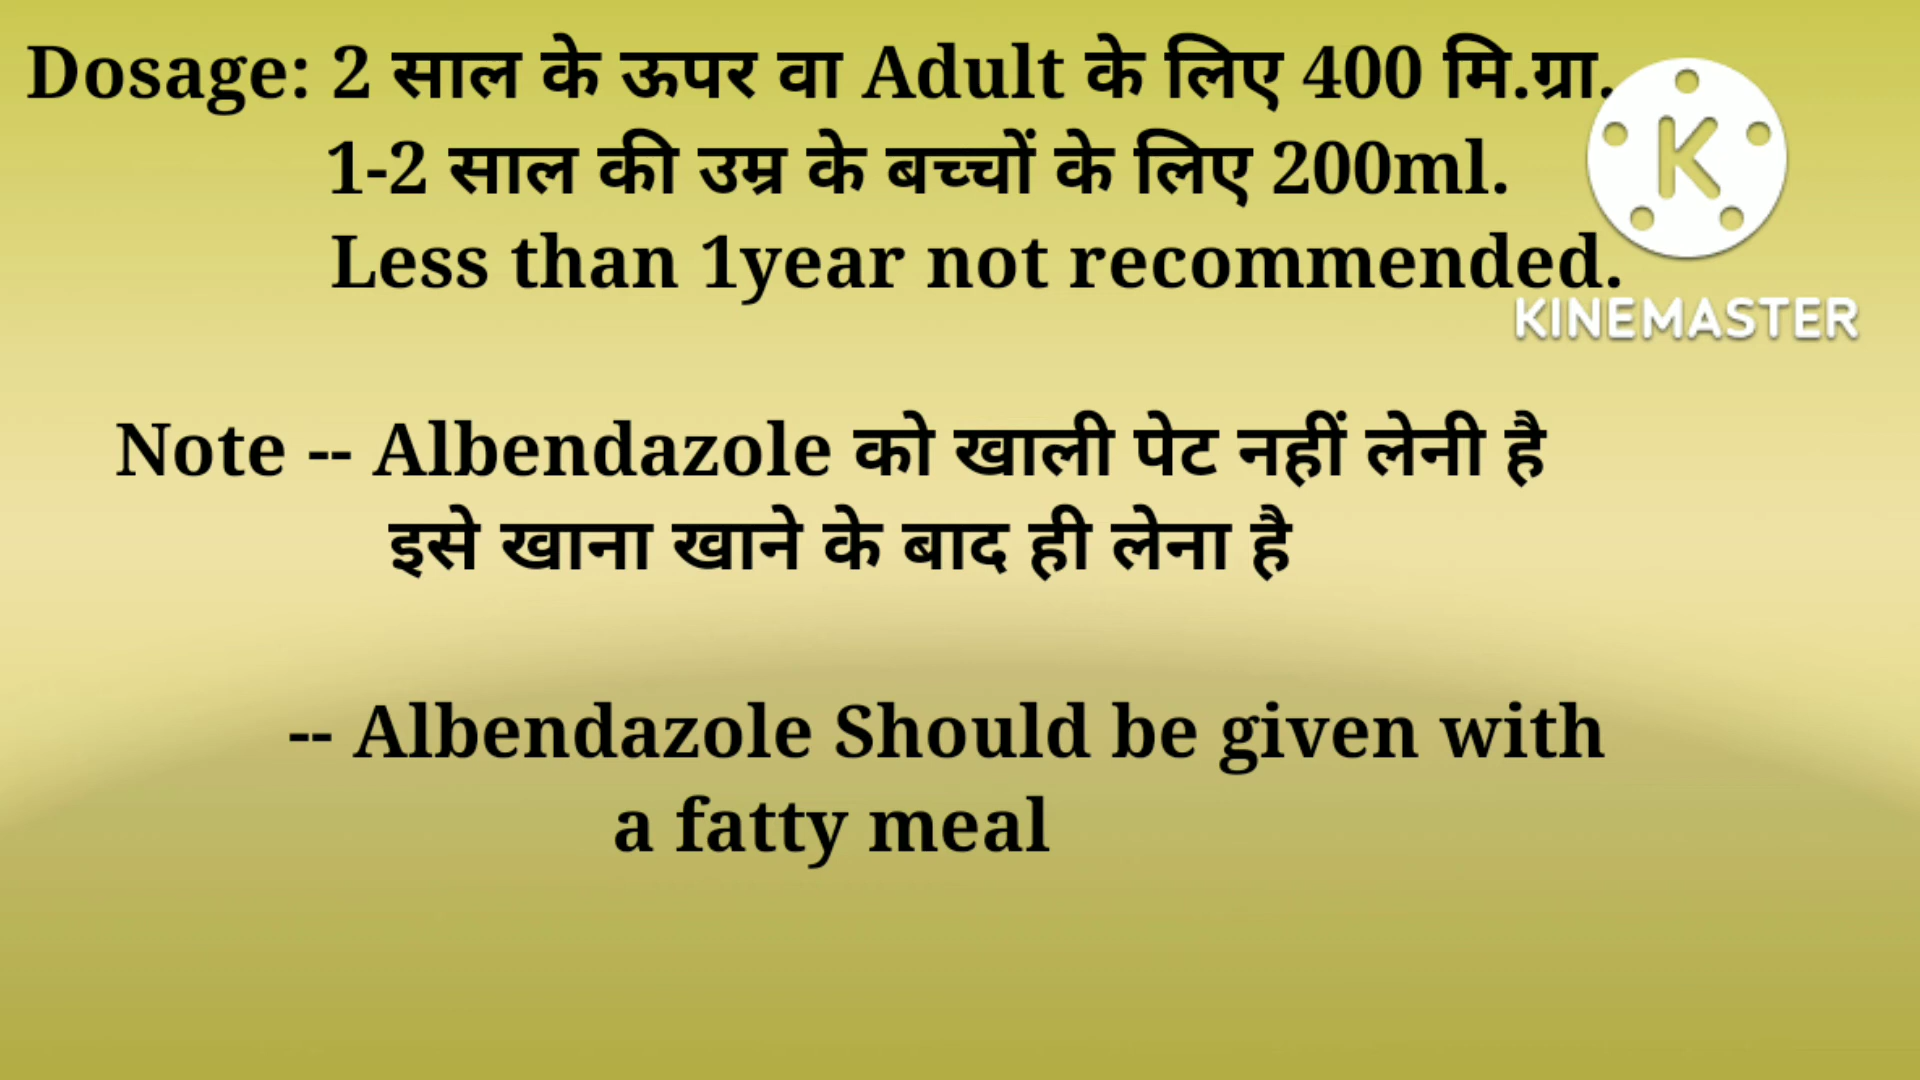 Dosage: 2 साल के ऊपर वा Adult के लिए 400 मि.ग्रा.
1-2 साल की उम्र के बच्चों के लिए 200ml.
Less than 1year not recommended.
KINEMASTER
Note -- Albendazole को खाली पेट नहीं लेनी है
इसे खाना खाने के बाद ही लेना है
-- Albendazole Should be given with
a fatty meal